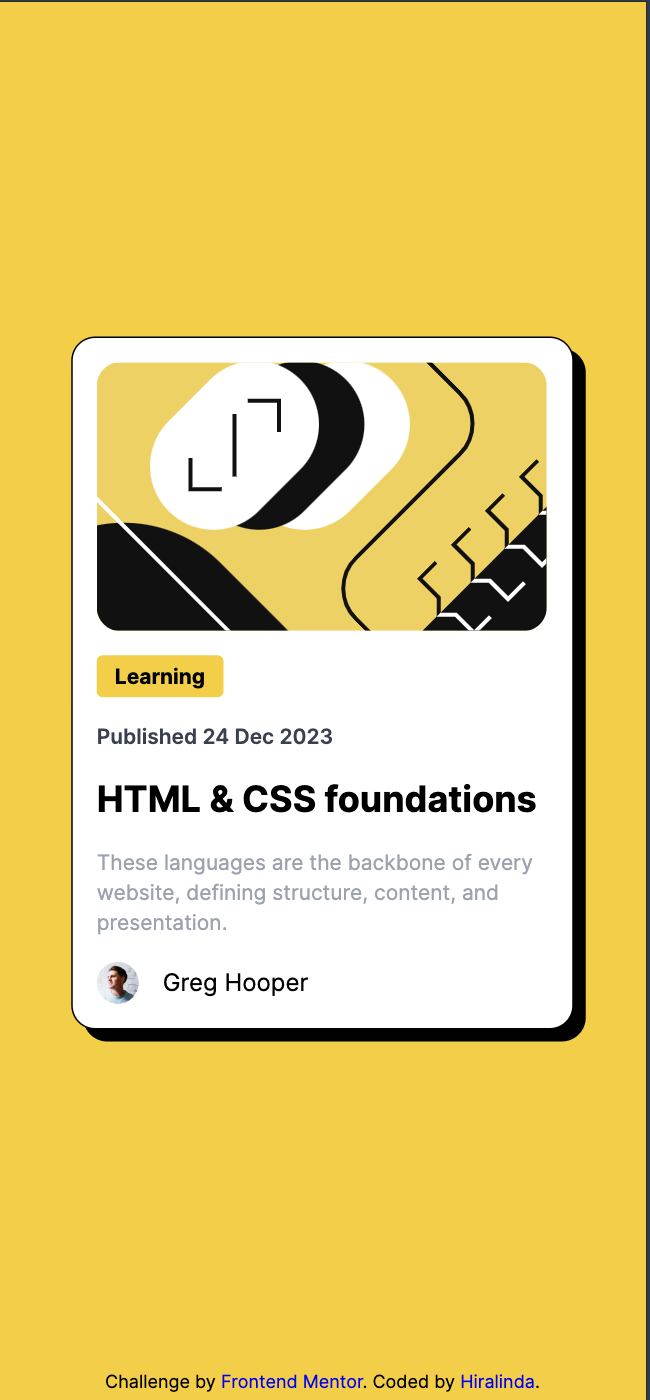 Learning
Published 24 Dec 2023
HTML & CSS foundations
These languages are the backbone of every
website, defining structure, content, and
presentation.
Greg Hooper
Challenge by Frontend Mentor. Coded by Hiralinda.